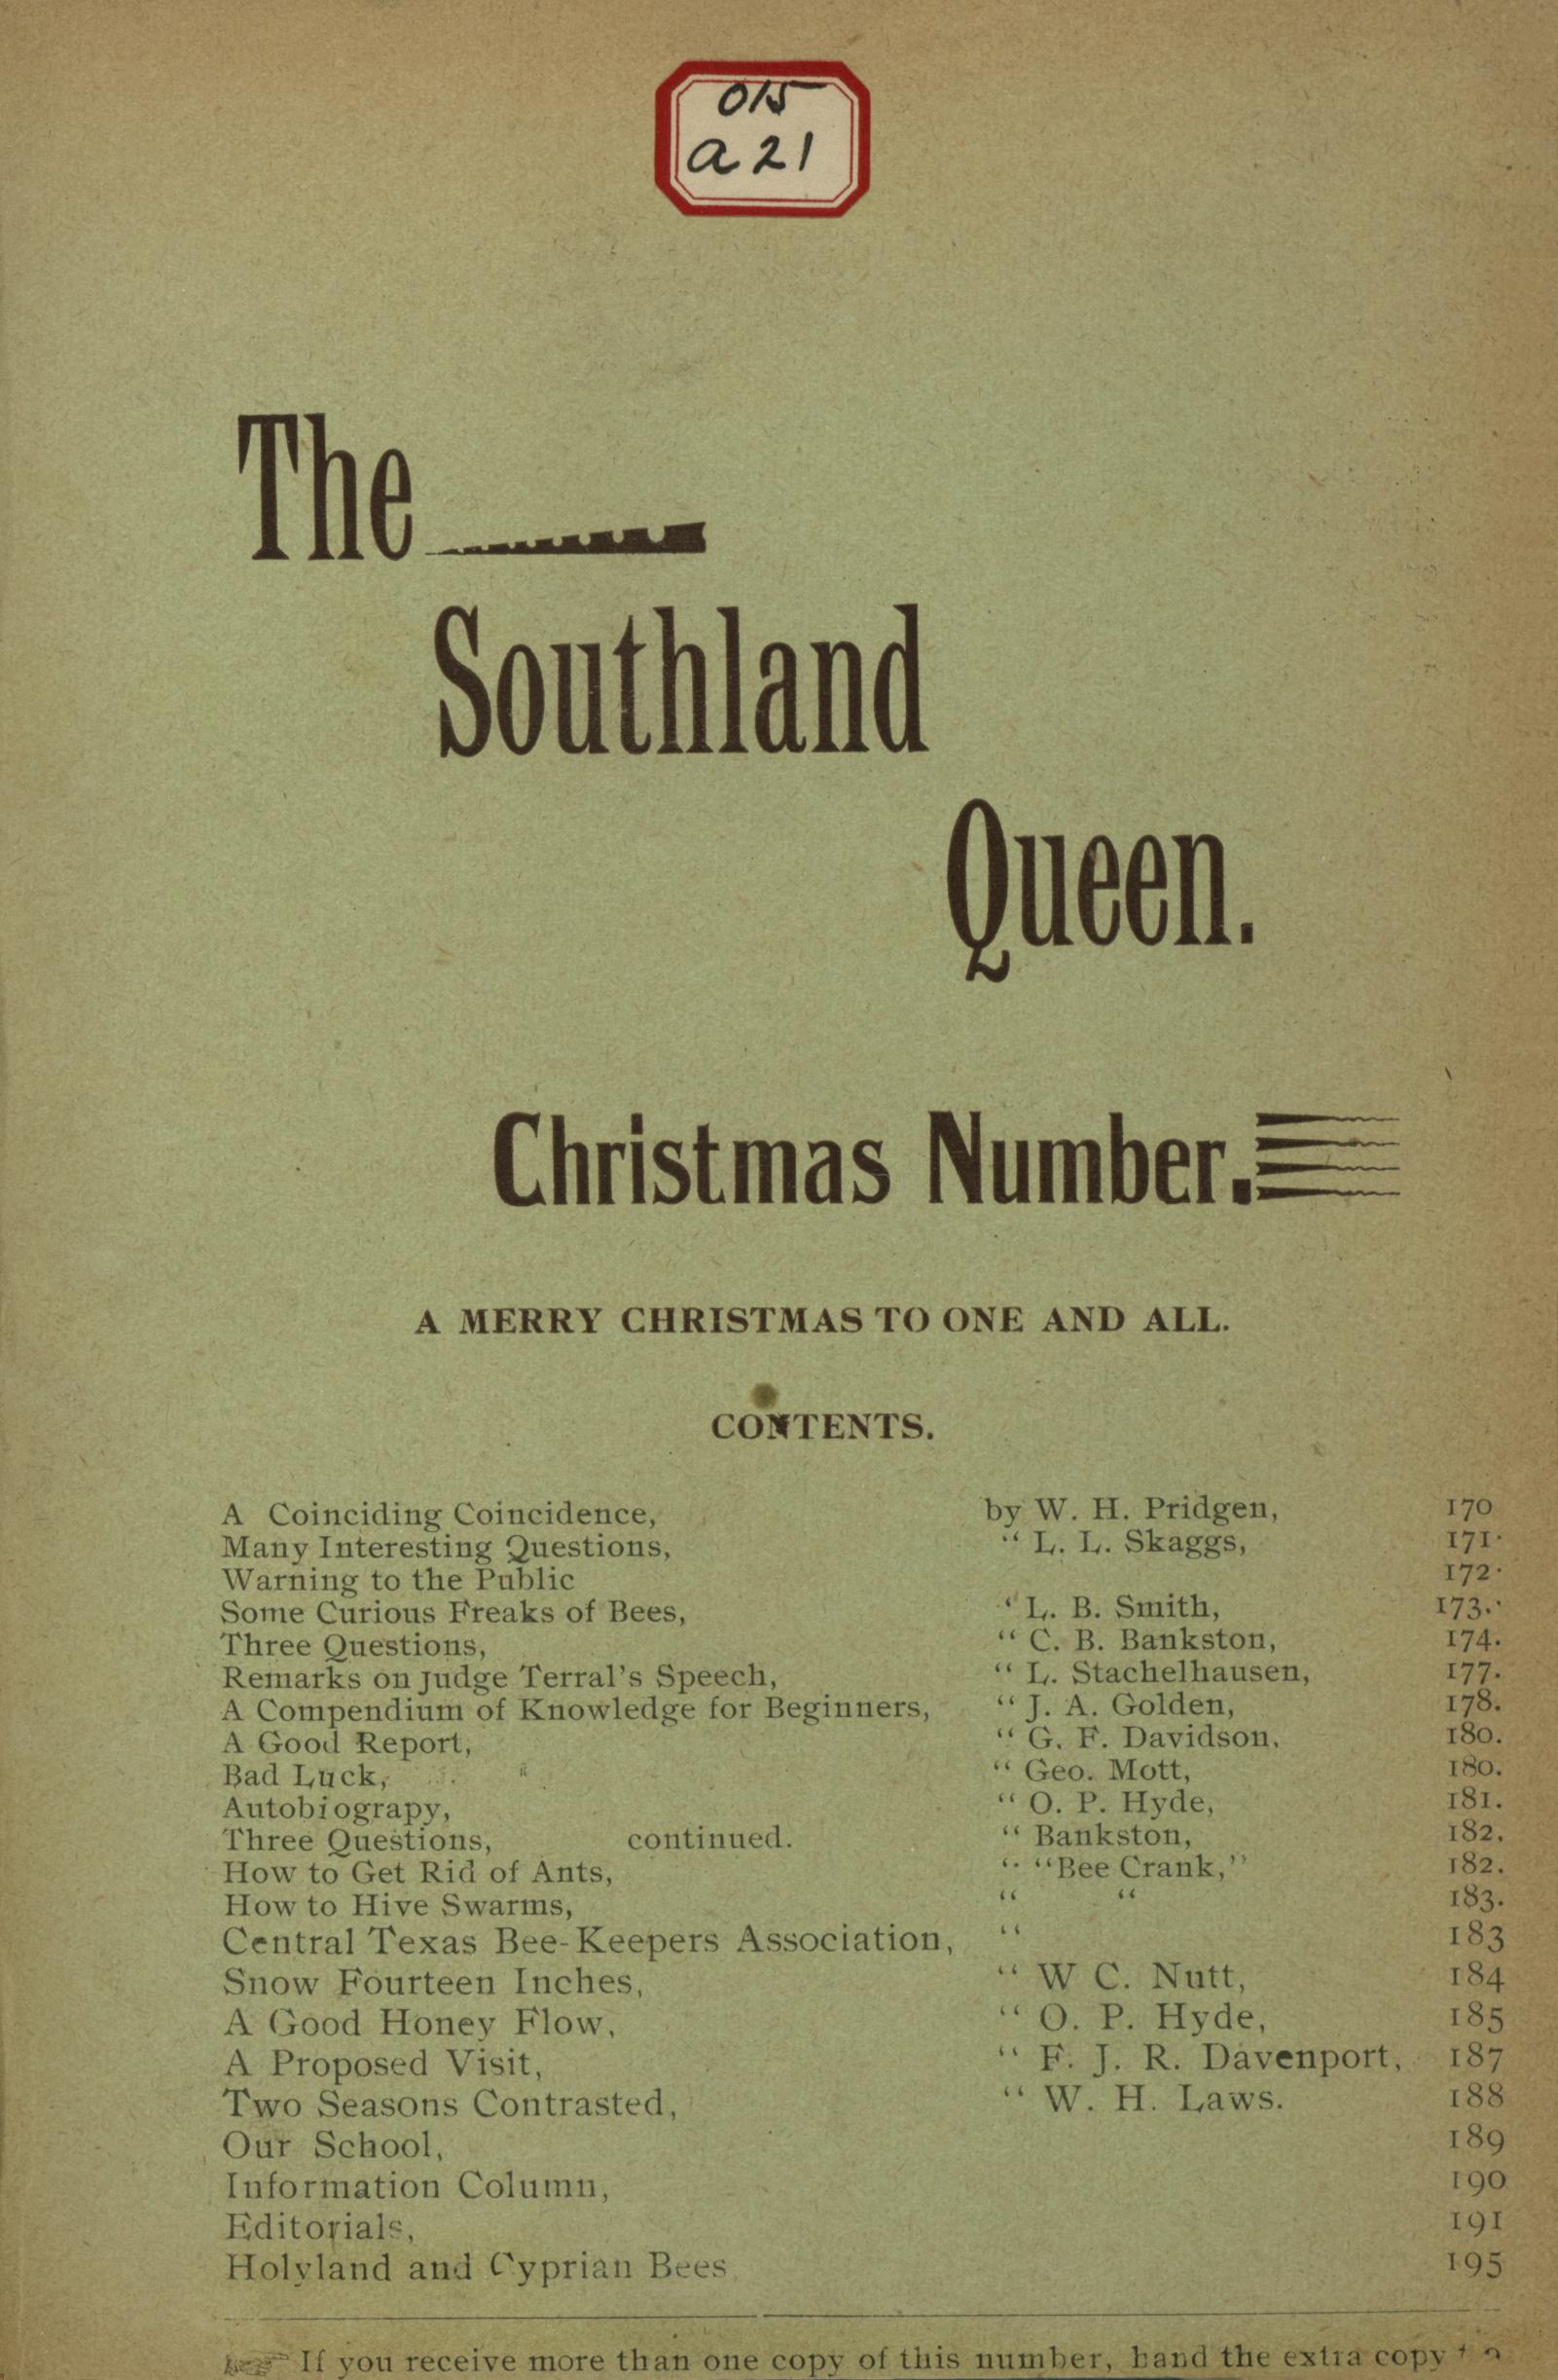 015
a21
The
Southland
Queen.
Christmas Number.
A MERRY CHRISTMAS TO ONE AND ALL.
CONTENTS.
A Coinciding Coincidence, by W. H. Pridgen, 170
Many Interesting Questions, " L. L. Skaggs, 171.
Warning to the Public 172.
Some Curious Freaks of Bees, " L. B. Smith, 173.
Three Questions, " C. B. Bankston, 174.
Remarks on Judge Terral's Speech, " L. Stachelhausen, 177.
A Compendium of Knowledge for Beginners, " J. A. Golden, 178.
A Good Report, " G. F. Davidson, 180.
Bad Luck, " Geo. Mott, 180.
Autobiograpy, " O. P. Hyde, 181.
Three Questions, continued. " Bankston, 182.
How to Get Rid of Ants, " "Bee Crank," 182.
How to Hive Swarms, " " 183.
Central Texas Bee-Keepers Association, " 183
Snow Fourteen Inches, " W C. Nutt, 184
A Good Honey Flow, " O. P. Hyde, 185
A Proposed Visit, " F. J. R. Davenport, 187
Two Seasons Contrasted, " W. H. Laws. 188
Our School, 189
Information Column, 190
Editorials, 191
Holyland and Cyprian Bees 195
If you receive more than one copy of this number, hand the extra copy